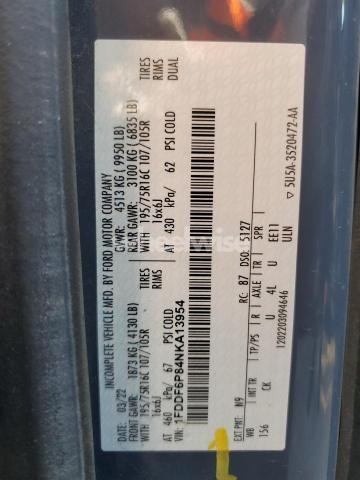 INCOMPLETE VEHICLE MFD. BY FORD MOTOR COMPANY
DATE: 03/22 GVWR: 4513 KG ( 9950 LB)
FRONT GAWR: 1873 KG ( 4130 LB) REAR GAWR: 3100 KG ( 6835 LB)
WITH 195/75R16C 107/105R TIRES WITH 195/75R16C 107/105R TIRES
16x6J 16x6J RIMS
AT 460 kPa/ 67 PSI COLD AT 430 kPa/ 62 PSI COLD DUAL
1FDDF6P84NKA13954
EXT PNT: N9 RC: 87 DSO: 5127
WB INT TR TP/PS R AXLE TR SPR
156 CK U 4L U EE11
ULN
1202203094646
▽ 5U5A-3520472-AA